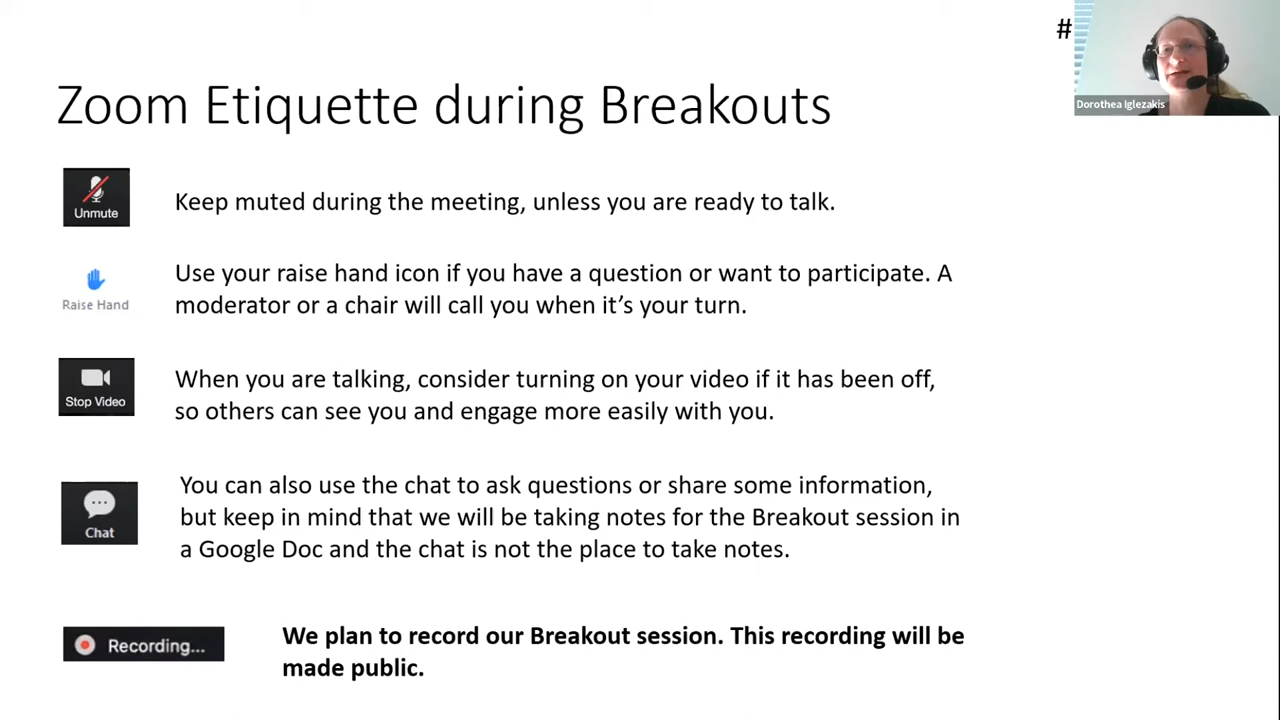 #
Dorothea Iglezakis
Zoom Etiquette during Breakouts
Unmute
Keep muted during the meeting, unless you are ready to talk.
Raise Hand
Use your raise hand icon if you have a question or want to participate. A
moderator or a chair will call you when it’s your turn.
Stop Video
When you are talking, consider turning on your video if it has been off,
so others can see you and engage more easily with you.
Chat
You can also use the chat to ask questions or share some information,
but keep in mind that we will be taking notes for the Breakout session in
a Google Doc and the chat is not the place to take notes.
Recording...
We plan to record our Breakout session. This recording will be
made public.